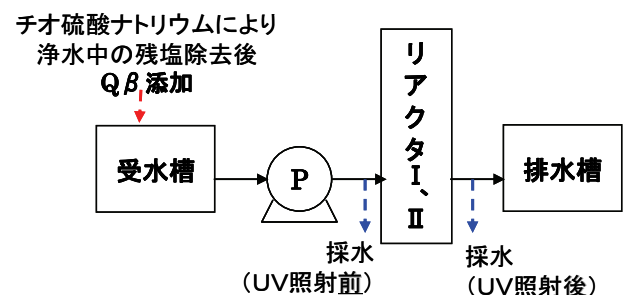 チオ硫酸ナトリウムにより
浄水中の残塩除去後
Qβ添加
受水槽
P
リアクタⅠ、Ⅱ
排水槽
採水
（UV照射前）
採水
（UV照射後）